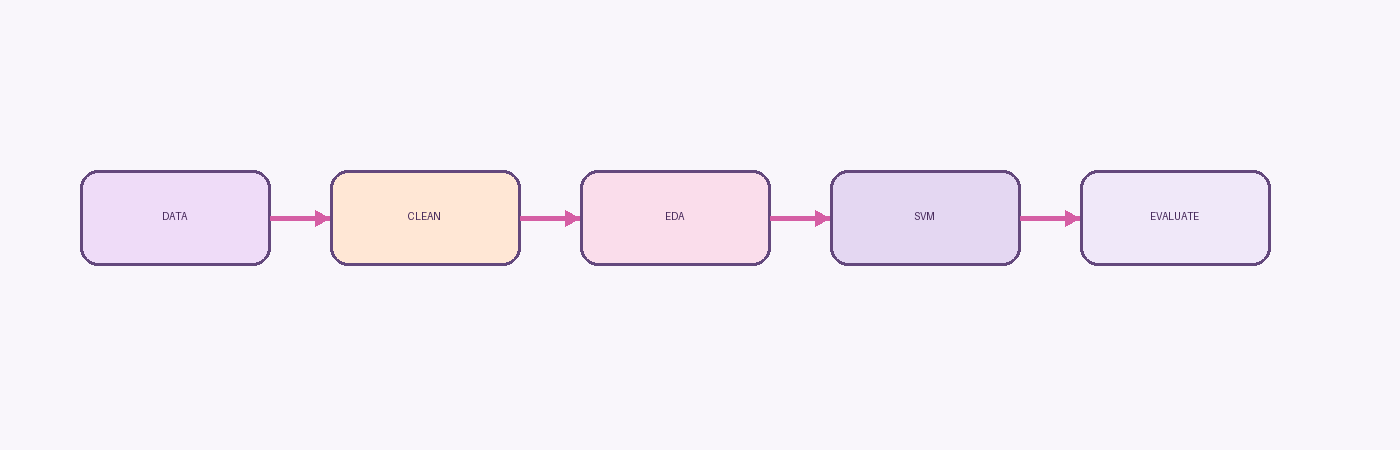 DATA
CLEAN
EDA
SVM
EVALUATE